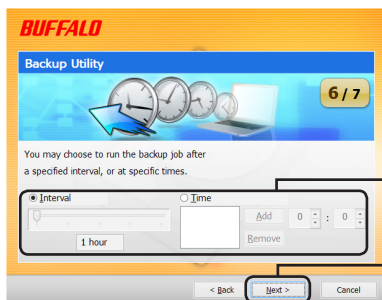 BUFFALO
Backup Utility
6 / 7
You may choose to run the backup job after
a specified interval, or at specific times.
Interval
Time
Add
0 : 0
1 hour
Remove
< Back
Next >
Cancel